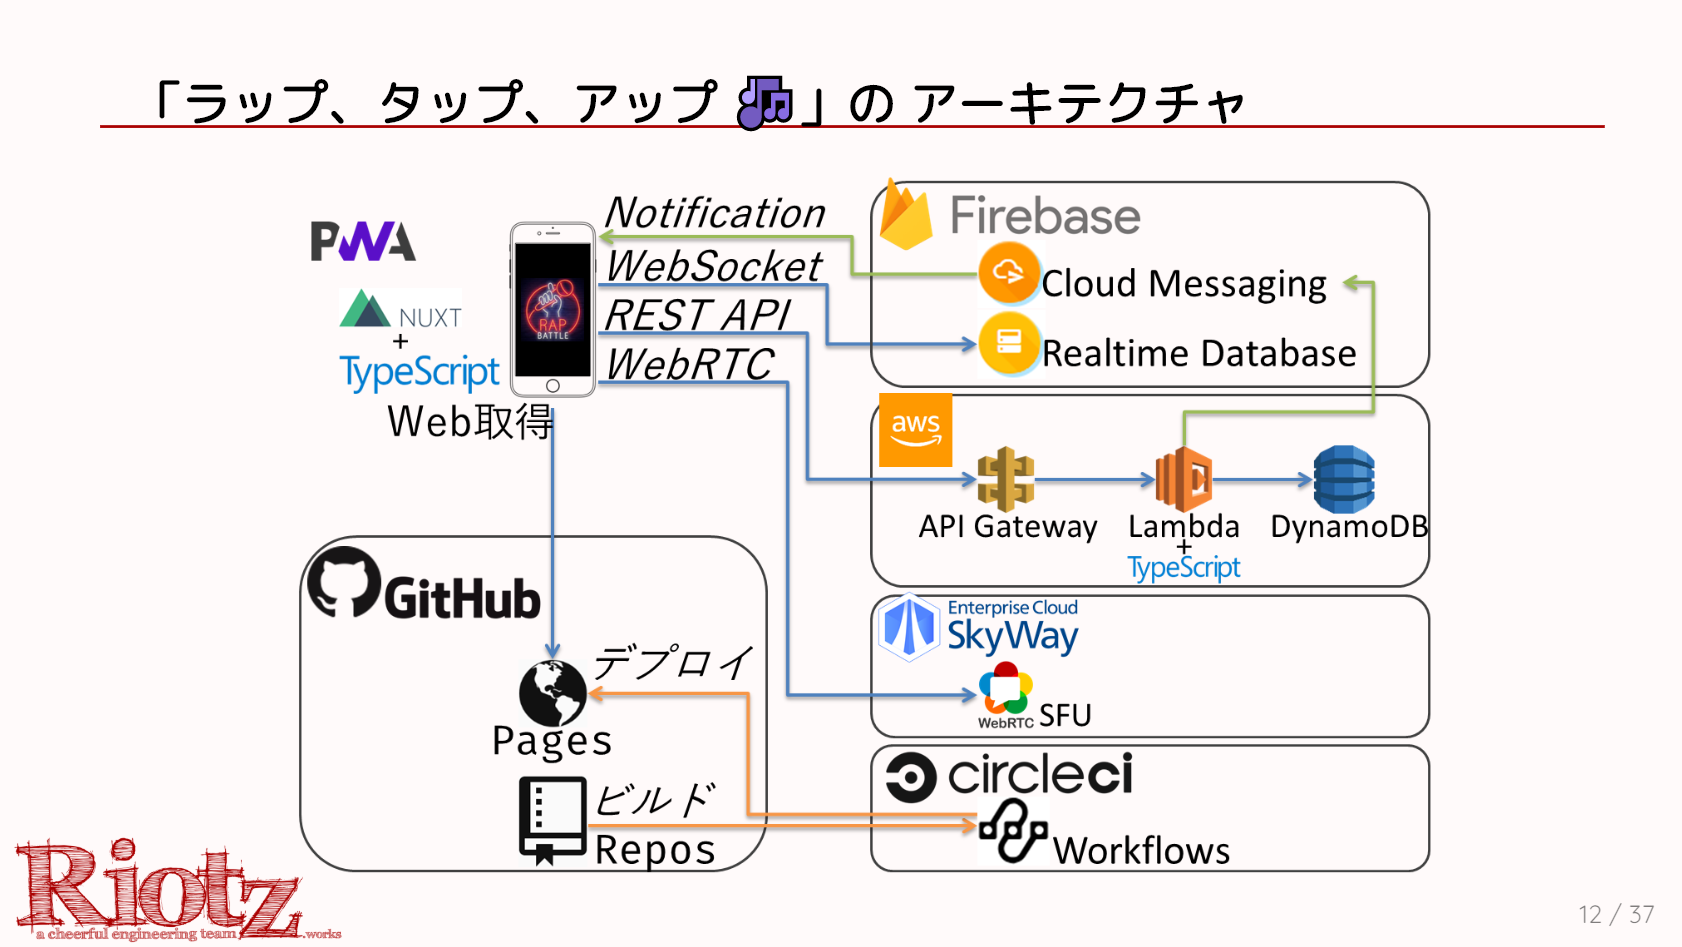 「ラップ、タップ、アップ 」の アーキテクチャ
PWA
NUXT
+
TypeScript
RAP
BATTLE
Web取得
Notification
WebSocket
REST API
WebRTC
Firebase
Cloud Messaging
Realtime Database
aws
API Gateway
Lambda
+
TypeScript
DynamoDB
Enterprise Cloud
SkyWay
WebRTC SFU
circleci
Workflows
GitHub
デプロイ
Pages
ビルド
Repos
Riotz
a cheerful engineering team .works
12 / 37